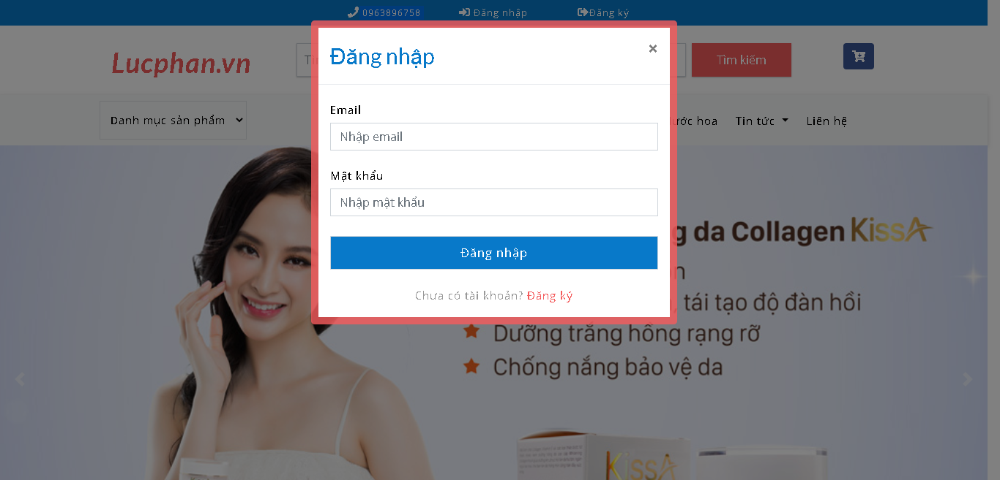 0963896758 Đăng nhập Đăng ký
Lucphan.vn
Tìm kiếm
Đăng nhập ×
Danh mục sản phẩm
Tin tức Liên hệ
Email
Nhập email
Mật khẩu
Nhập mật khẩu
Đăng nhập
Chưa có tài khoản? Đăng ký
da Collagen KissA
tái tạo độ đàn hồi
Dưỡng trắng hồng rạng rỡ
Chống nắng bảo vệ da
KissA